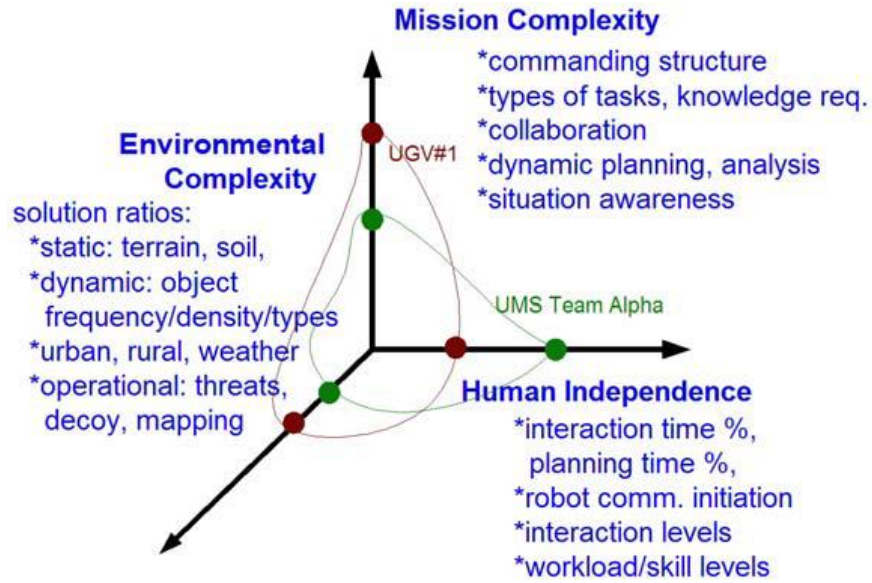 Mission Complexity
*commanding structure
*types of tasks, knowledge req.
*collaboration
*dynamic planning, analysis
*situation awareness
UGV#1
Environmental
Complexity
solution ratios:
*static: terrain, soil,
*dynamic: object
frequency/density/types
*urban, rural, weather
*operational: threats,
decoy, mapping
UMS Team Alpha
Human Independence
*interaction time %,
planning time %,
*robot comm. initiation
*interaction levels
*workload/skill levels